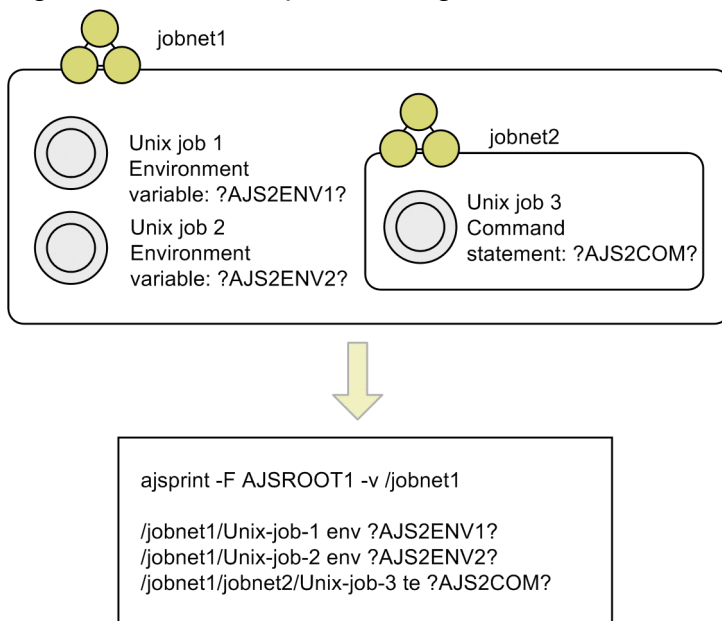 jobnet1
Unix job 1
Environment
variable: ?AJS2ENV1?
Unix job 2
Environment
variable: ?AJS2ENV2?
jobnet2
Unix job 3
Command
statement: ?AJS2COM?
ajsprint -F AJSROOT1 -v /jobnet1
/jobnet1/Unix-job-1 env ?AJS2ENV1?
/jobnet1/Unix-job-2 env ?AJS2ENV2?
/jobnet1/jobnet2/Unix-job-3 te ?AJS2COM?